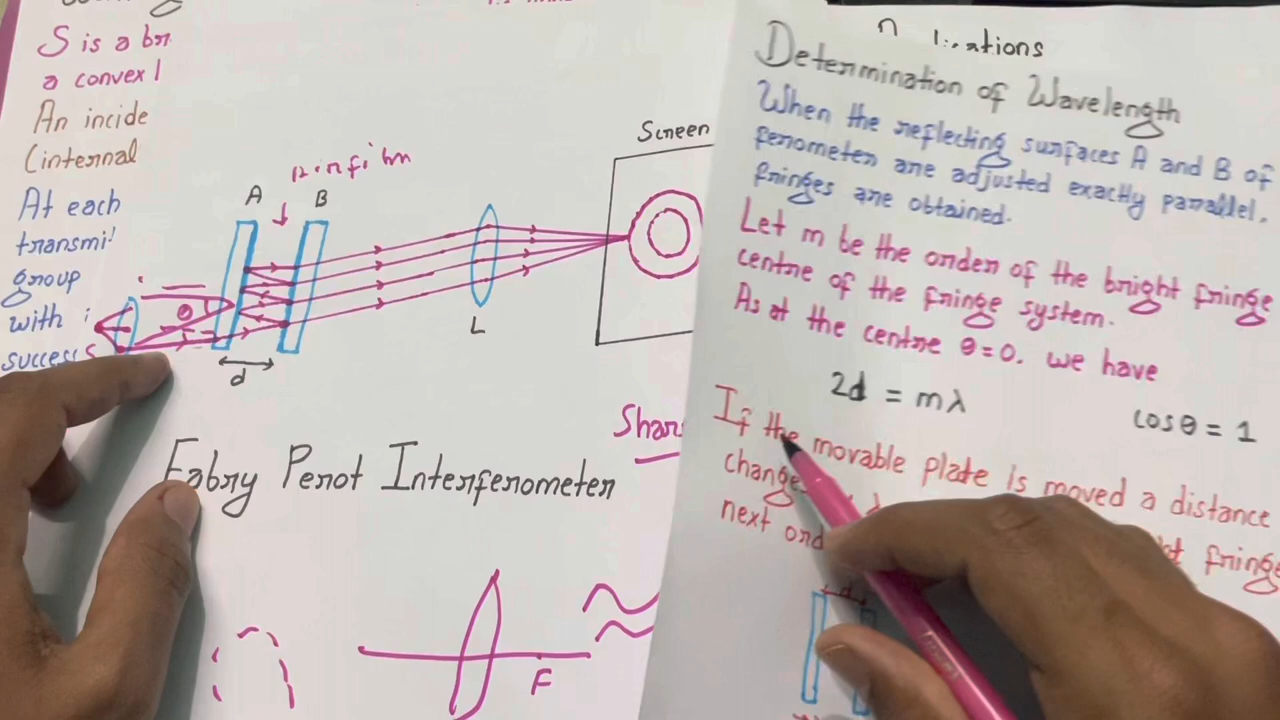 S is a br
a convex l
An incide
(internal
At each
transmi
group
with i
success
A
B
d
L
Screen
Fabry Perot Interferometer
Shar
F
θ
Determination of Wavelength
When the reflecting surfaces A and B of
perometer are adjusted exactly parallel.
fringes are obtained.
Let m be the order of the bright fringe
centre of the fringe system.
As at the centre θ=0. we have
2d = mλ
cosθ = 1
If the movable plate is moved a distance
change
next ord
fringe
d